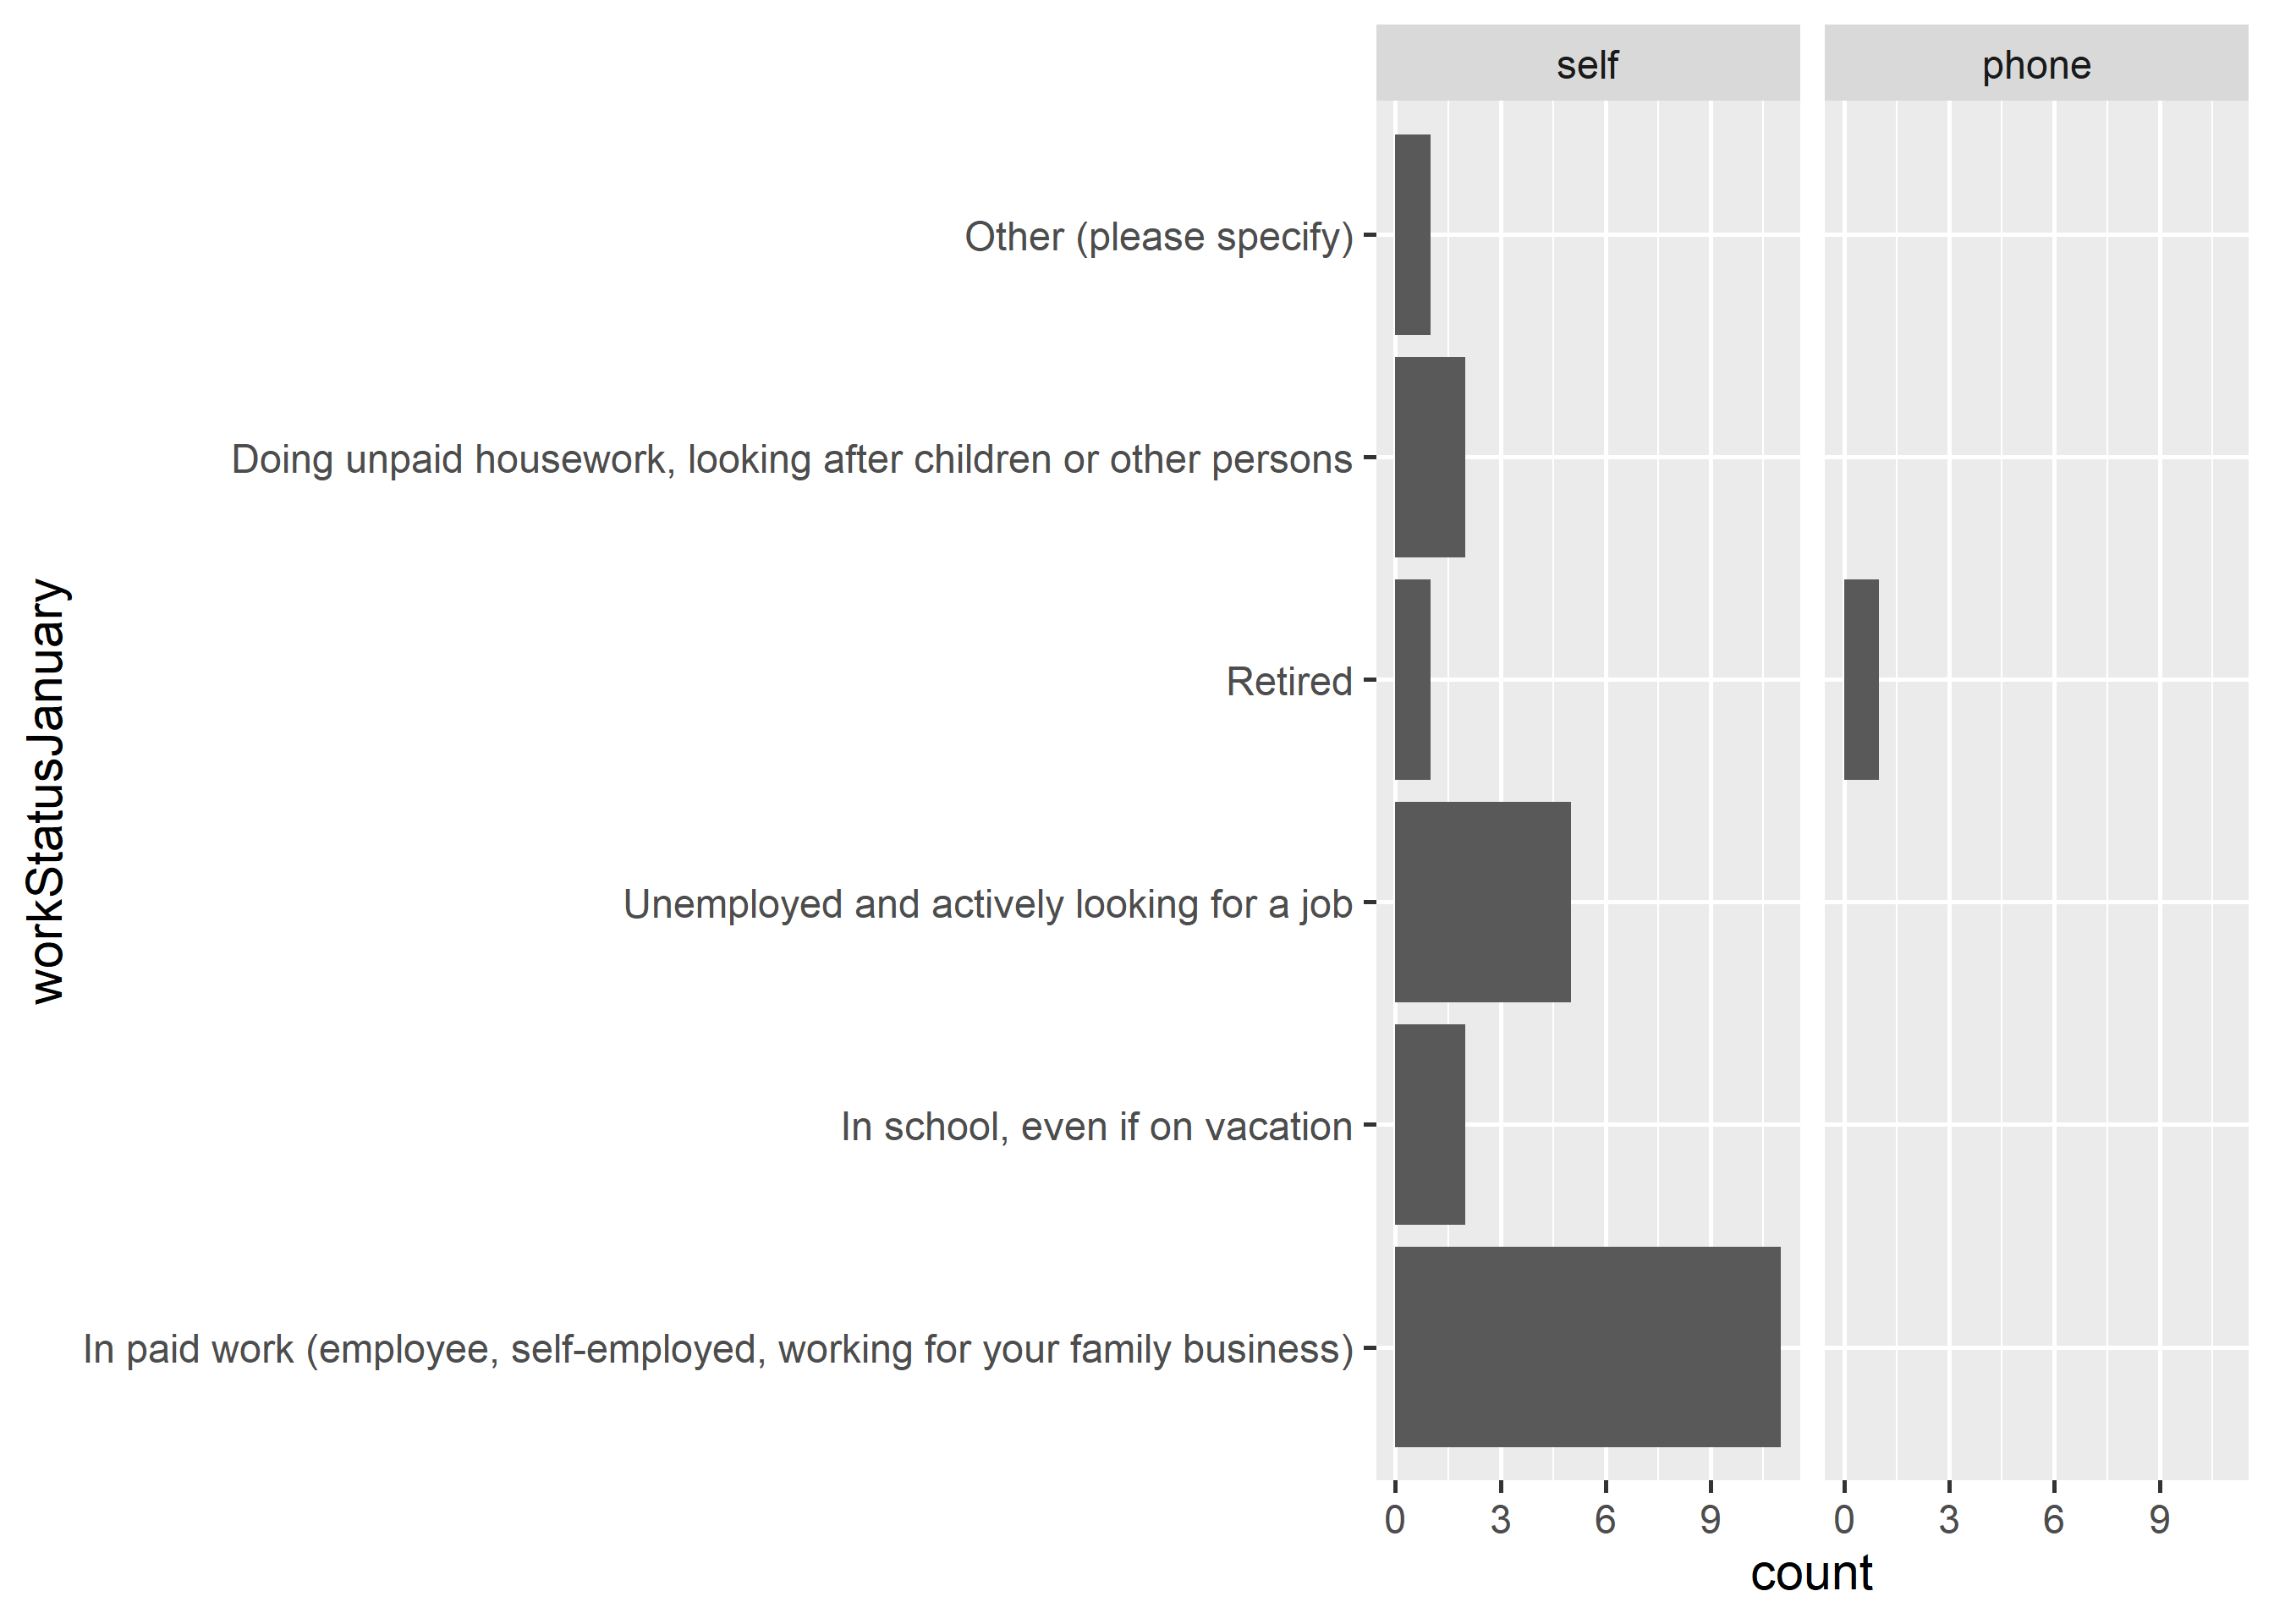 self
phone
Other (please specify)
Doing unpaid housework, looking after children or other persons
Retired
Unemployed and actively looking for a job
In school, even if on vacation
In paid work (employee, self-employed, working for your family business)
workStatusJanuary
0 3 6 9
0 3 6 9
count